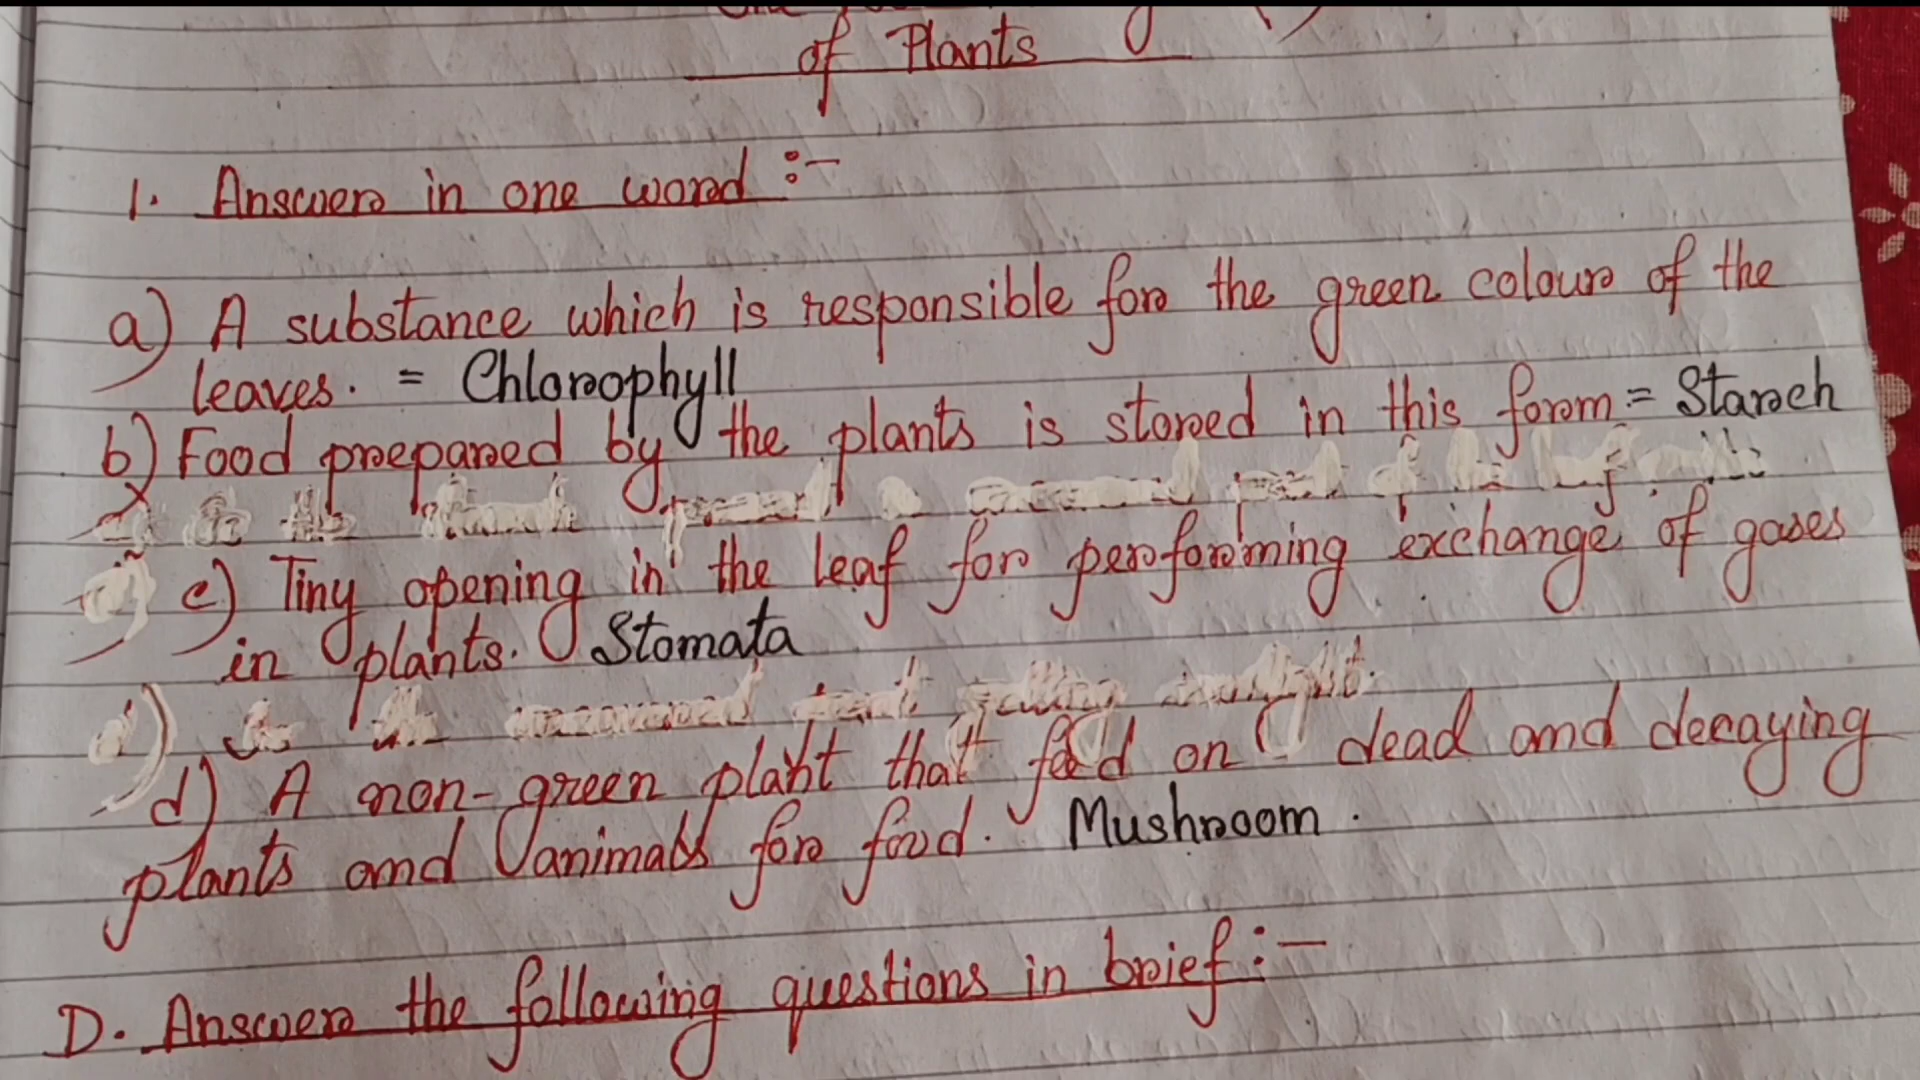 of Plants
1. Answer in one word :-
a) A substance which is responsible for the green colour of the
leaves. = Chlorophyll
b) Food prepared by the plants is stored in this form = Starch
c) Tiny opening in the leaf for performing exchange of gases
in plants. Stomata
d) A non-green plant that feed on dead and decaying
plants and animals for food. Mushroom.
D. Answer the following questions in brief :-